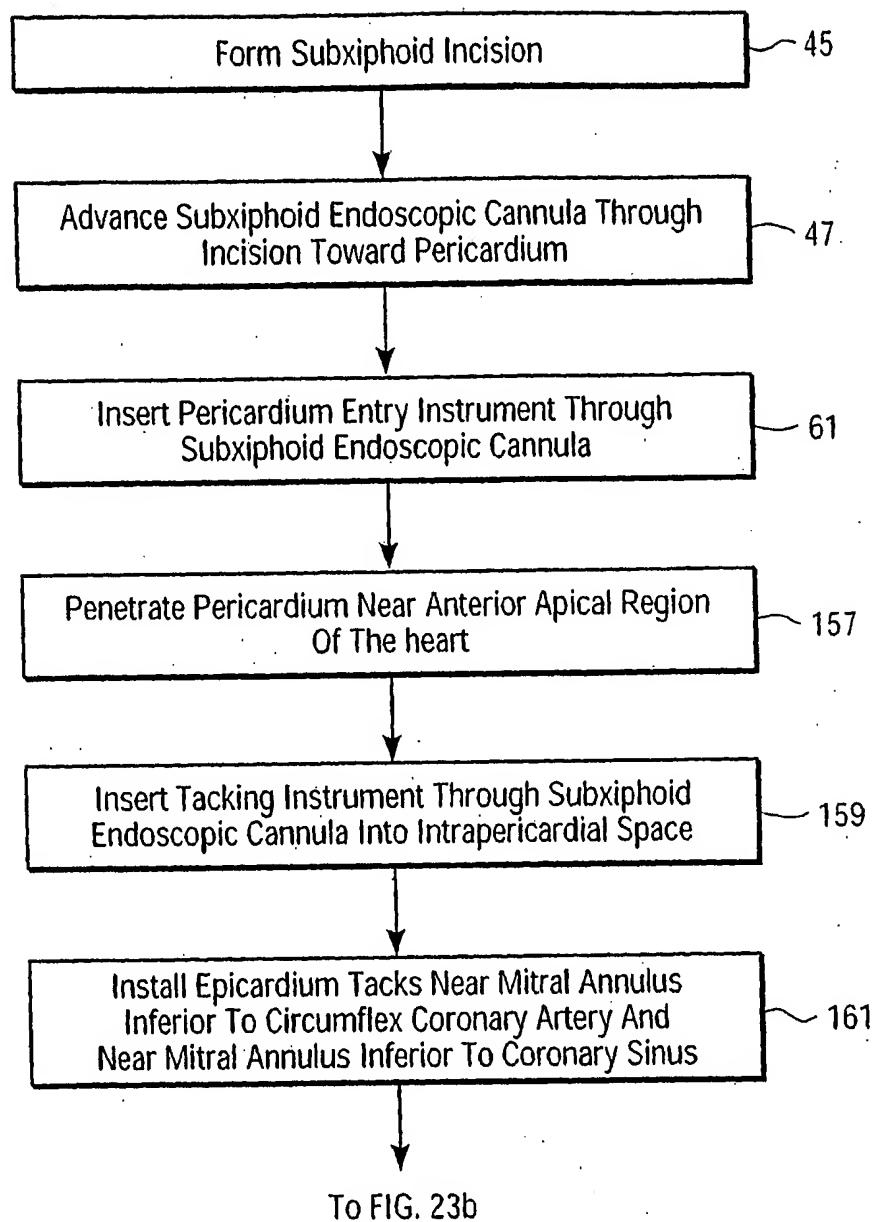 Form Subxiphoid Incision
45
Advance Subxiphoid Endoscopic Cannula Through
Incision Toward Pericardium
47
Insert Pericardium Entry Instrument Through
Subxiphoid Endoscopic Cannula
61
Penetrate Pericardium Near Anterior Apical Region
Of The heart
157
Insert Tacking Instrument Through Subxiphoid
Endoscopic Cannula Into Intrapericardial Space
159
Install Epicardium Tacks Near Mitral Annulus
Inferior To Circumflex Coronary Artery And
Near Mitral Annulus Inferior To Coronary Sinus
161
To FIG. 23b